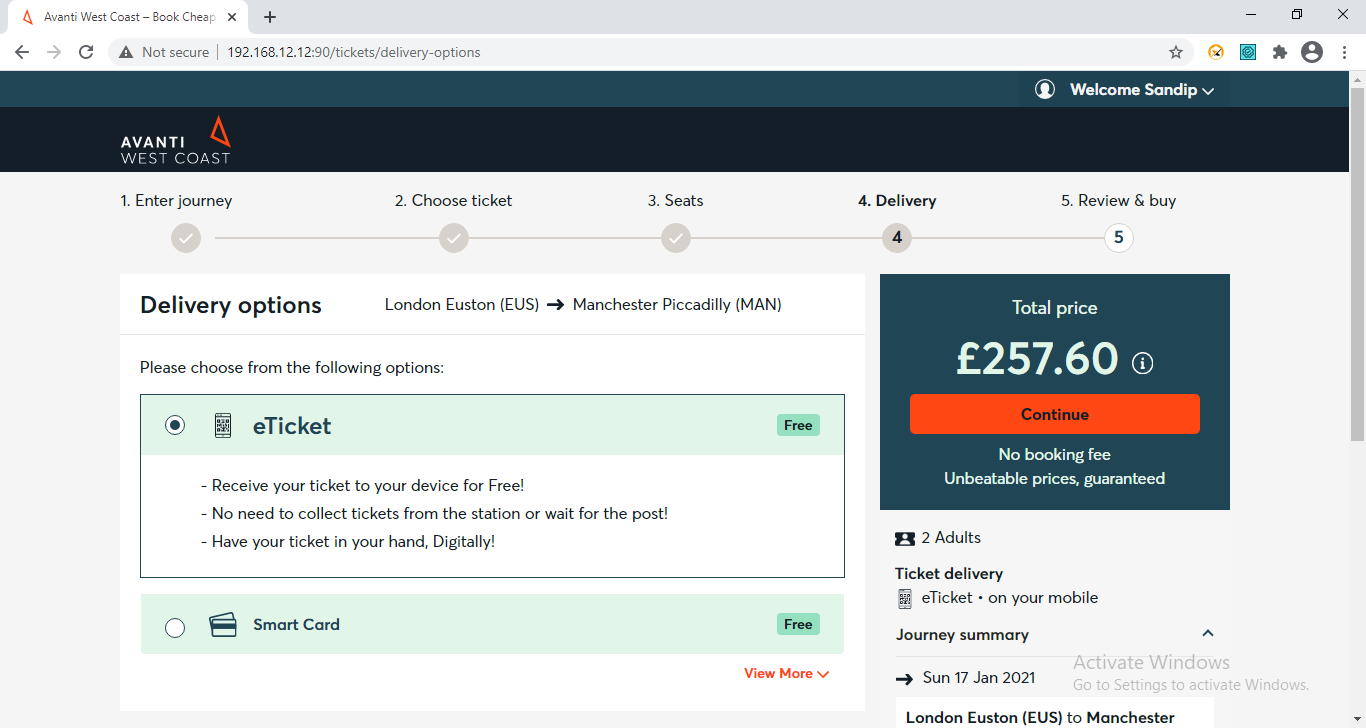 Avanti West Coast – Book Cheap
Not secure
192.168.12.12:90/tickets/delivery-options
Welcome Sandip
AVANTI
WEST COAST
1. Enter journey
2. Choose ticket
3. Seats
4. Delivery
5. Review & buy
4
5
Delivery options
London Euston (EUS) → Manchester Piccadilly (MAN)
Please choose from the following options:
eTicket
Free
- Receive your ticket to your device for Free!
- No need to collect tickets from the station or wait for the post!
- Have your ticket in your hand, Digitally!
Smart Card
Free
View More
Total price
£257.60
Continue
No booking fee
Unbeatable prices, guaranteed
2 Adults
Ticket delivery
eTicket • on your mobile
Journey summary
→ Sun 17 Jan 2021
London Euston (EUS) to Manchester
Activate Windows
Go to Settings to activate Windows.